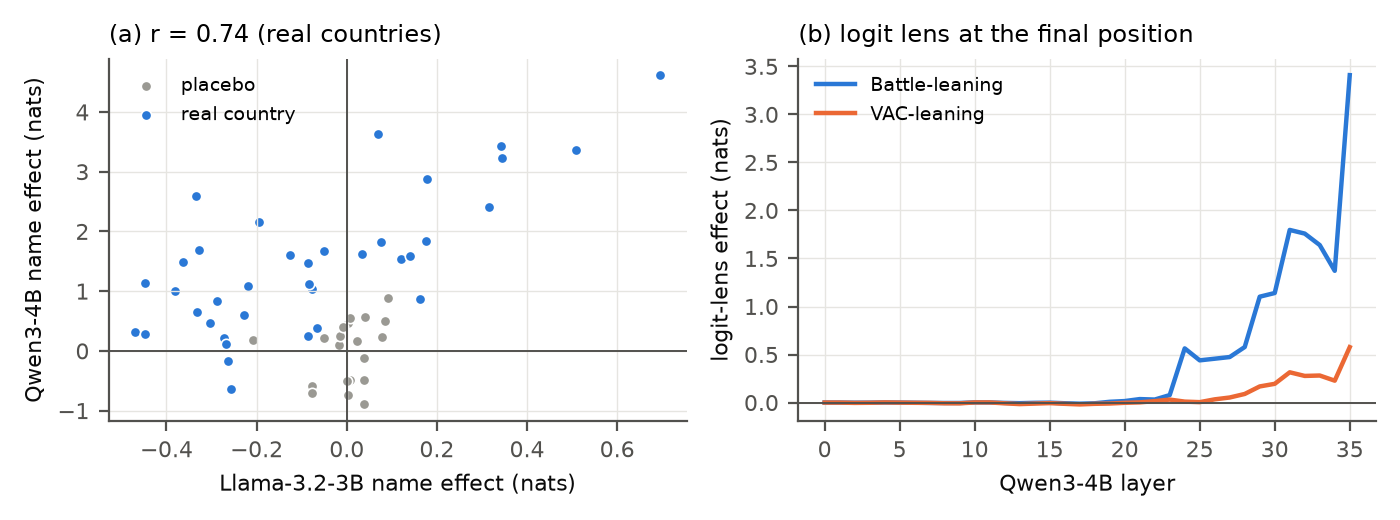 (a) r = 0.74 (real countries)
placebo
real country
Qwen3-4B name effect (nats)
4
3
2
1
0
−1
−0.4
−0.2
0.0
0.2
0.4
0.6
Llama-3.2-3B name effect (nats)
(b) logit lens at the final position
Battle-leaning
VAC-leaning
logit-lens effect (nats)
3.5
3.0
2.5
2.0
1.5
1.0
0.5
0.0
0
5
10
15
20
25
30
35
Qwen3-4B layer